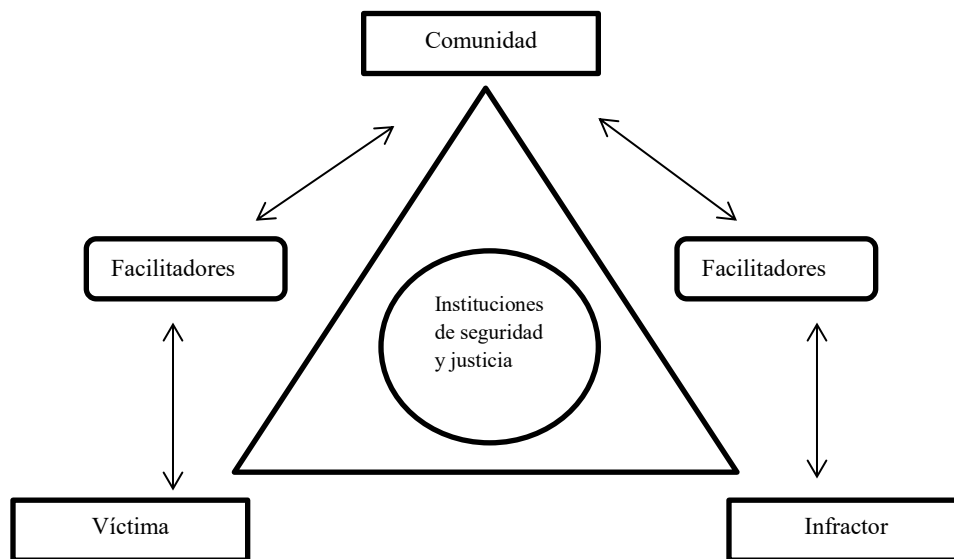 Comunidad
Facilitadores
Facilitadores
Instituciones
de seguridad
y justicia
Víctima
Infractor